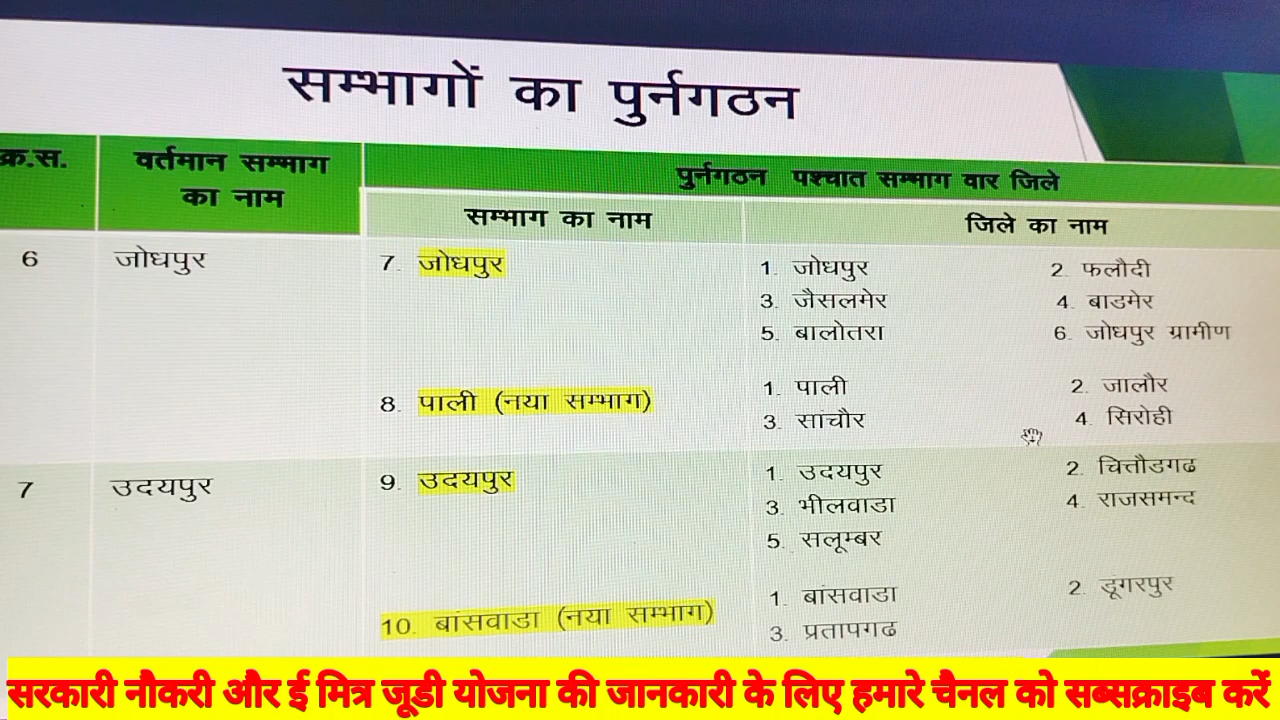 सम्भागों का पुर्नगठन
क्र.स. वर्तमान सम्भाग का नाम पुर्नगठन पश्चात सम्भाग वार जिले
सम्भाग का नाम जिले का नाम
6 जोधपुर 7. जोधपुर 1. जोधपुर 2. फलौदी
3. जैसलमेर 4. बाडमेर
5. बालोतरा 6. जोधपुर ग्रामीण
8. पाली (नया सम्भाग) 1. पाली 2. जालौर
3. सांचौर 4. सिरोही
7 उदयपुर 9. उदयपुर 1. उदयपुर 2. चित्तौडगढ
3. भीलवाडा 4. राजसमन्द
5. सलूम्बर
10. बांसवाडा (नया सम्भाग) 1. बांसवाडा 2. डूंगरपुर
3. प्रतापगढ
सरकारी नौकरी और ई मित्र जूडी योजना की जानकारी के लिए हमारे चैनल को सब्सक्राइब करें